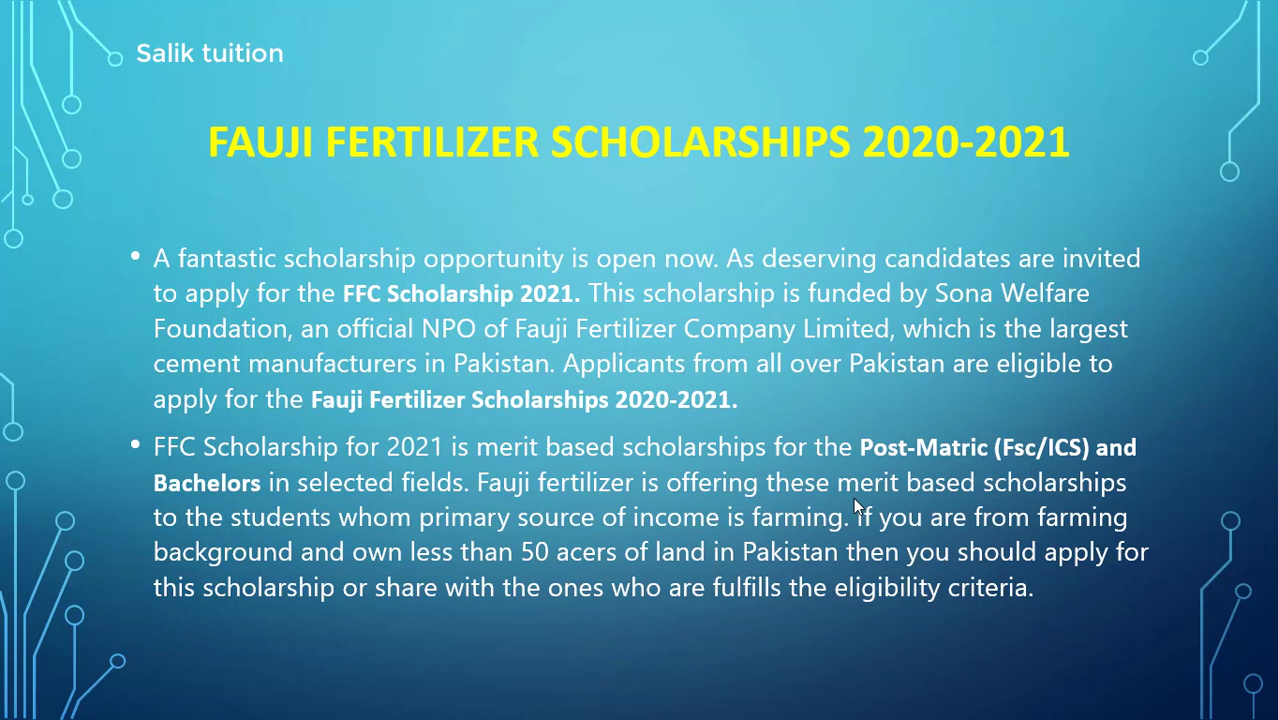 Salik tuition
FAUJI FERTILIZER SCHOLARSHIPS 2020-2021
• A fantastic scholarship opportunity is open now. As deserving candidates are invited
to apply for the FFC Scholarship 2021. This scholarship is funded by Sona Welfare
Foundation, an official NPO of Fauji Fertilizer Company Limited, which is the largest
cement manufacturers in Pakistan. Applicants from all over Pakistan are eligible to
apply for the Fauji Fertilizer Scholarships 2020-2021.
• FFC Scholarship for 2021 is merit based scholarships for the Post-Matric (Fsc/ICS) and
Bachelors in selected fields. Fauji fertilizer is offering these merit based scholarships
to the students whom primary source of income is farming. If you are from farming
background and own less than 50 acers of land in Pakistan then you should apply for
this scholarship or share with the ones who are fulfills the eligibility criteria.